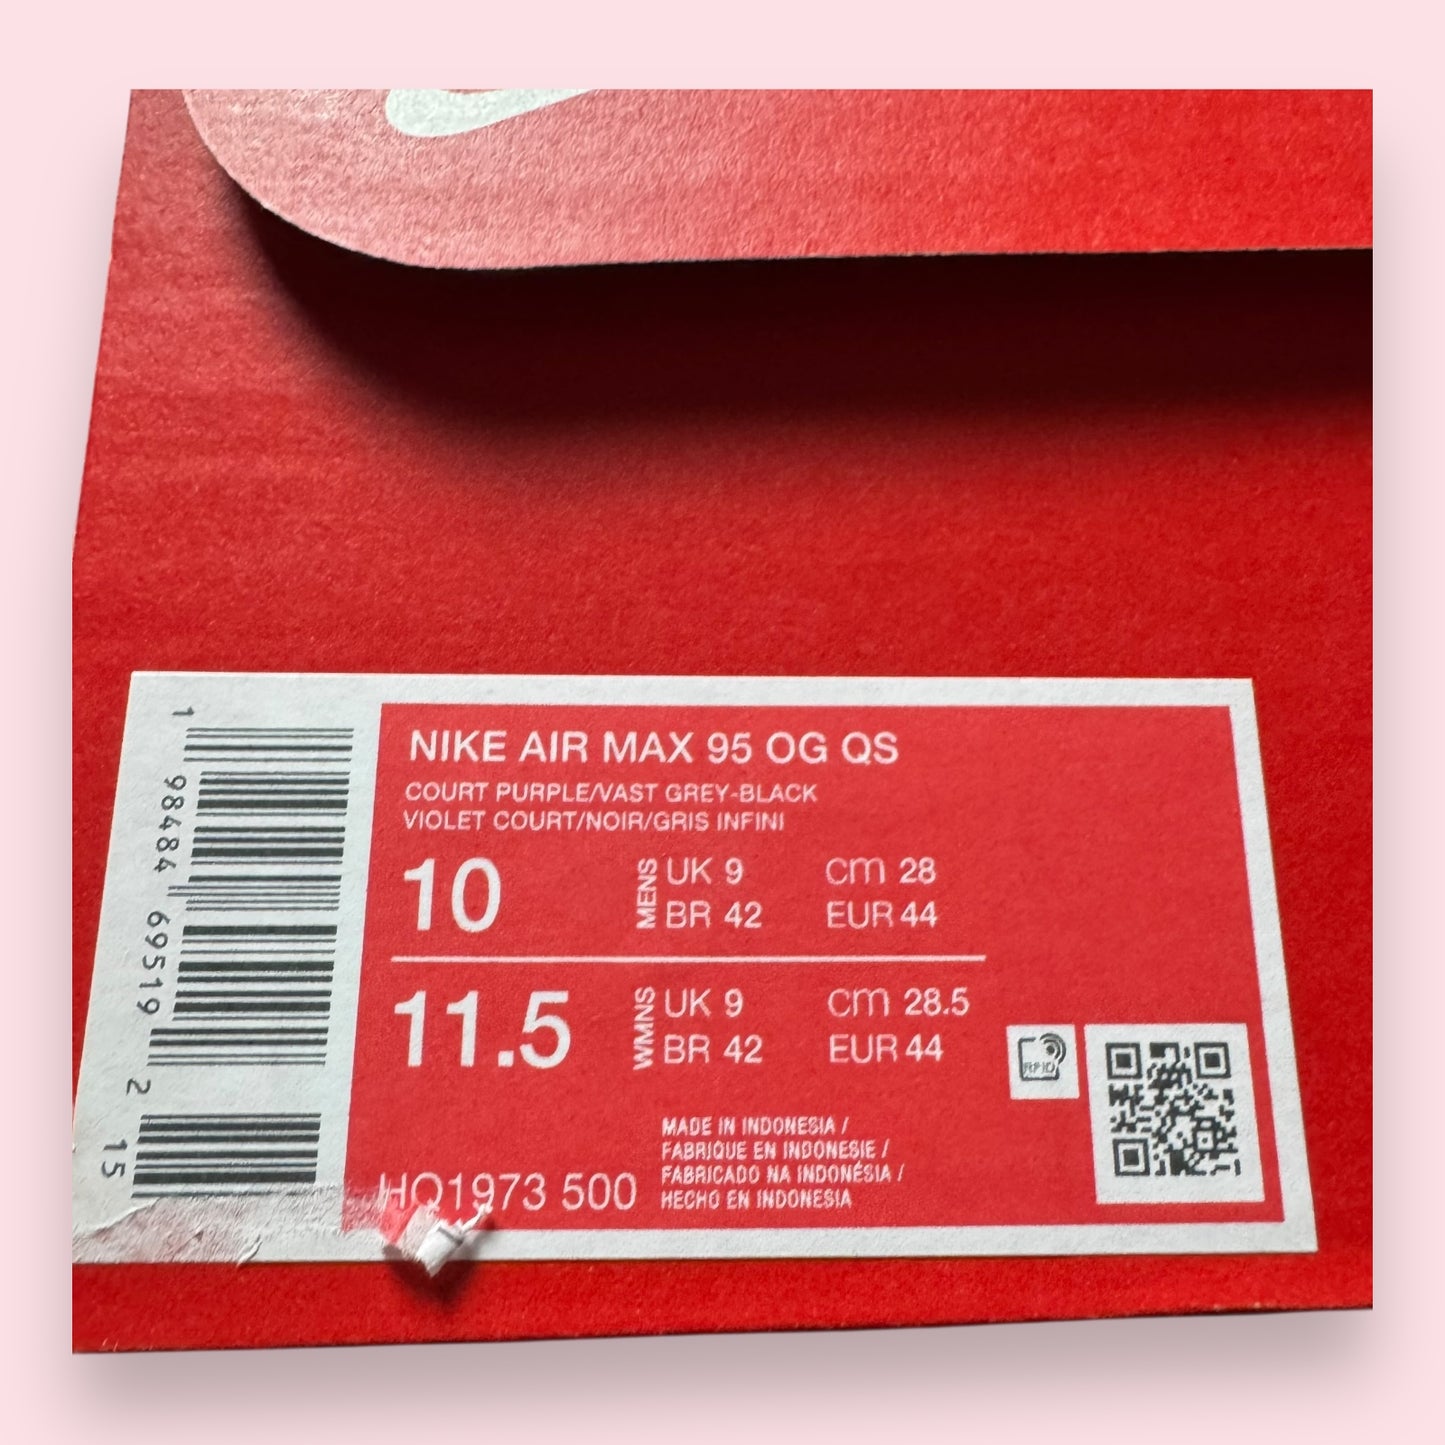 NIKE AIR MAX 95 OG QS
COURT PURPLE/VAST GREY-BLACK
VIOLET COURT/NOIR/GRIS INFINI
10 MENS UK 9 cm 28
BR 42 EUR 44
11.5 WMNS UK 9 cm 28.5
BR 42 EUR 44
HQ1973 500
MADE IN INDONESIA /
FABRIQUE EN INDONESIE /
FABRICADO NA INDONÉSIA /
HECHO EN INDONESIA
RFID
1 98484 69519 2 15